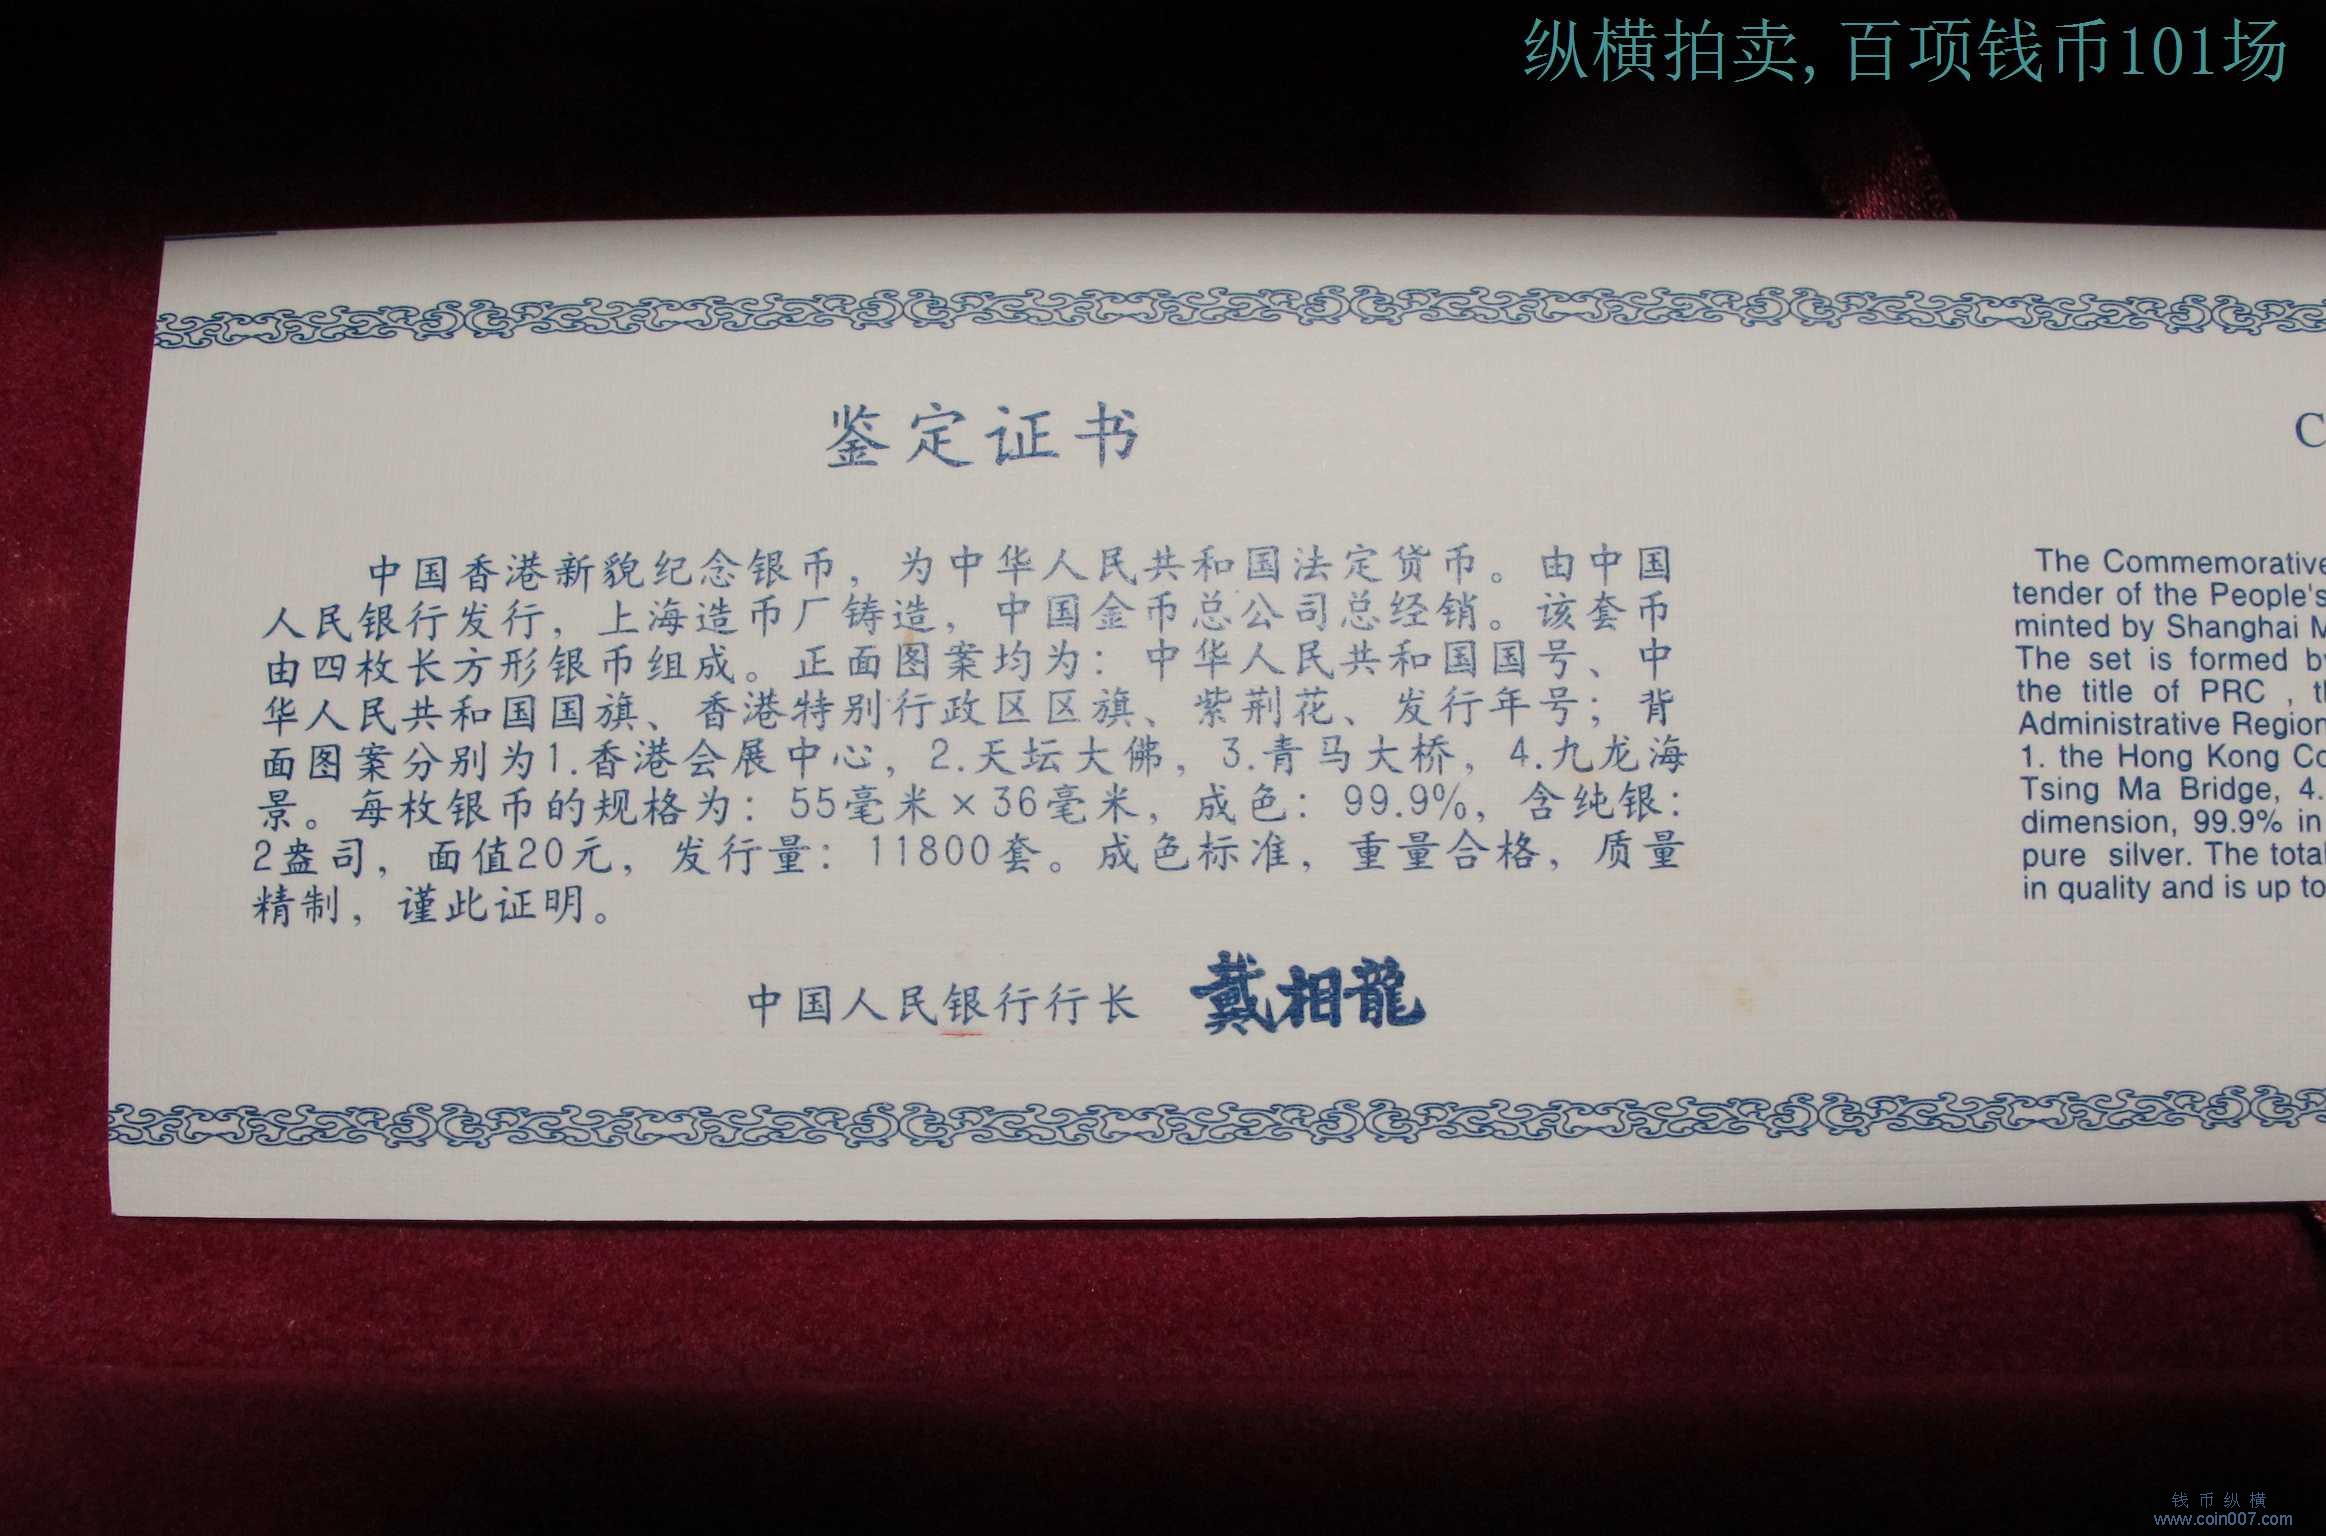 纵横拍卖,百项钱币101场
鉴定证书
中国香港新貌纪念银币，为中华人民共和国法定货币。由中国
人民银行发行，上海造币厂铸造，中国金币总公司总经销。该套币
由四枚长方形银币组成。正面图案均为：中华人民共和国国号、中
华人民共和国国旗、香港特别行政区区旗、紫荆花、发行年号；背
面图案分别为1.香港会展中心，2.天坛大佛，3.青马大桥，4.九龙海
景。每枚银币的规格为：55毫米×36毫米，成色：99.9%，含纯银：
2盎司，面值20元，发行量：11800套。成色标准，重量合格，质量
精制，谨此证明。
中国人民银行行长 戴相龍
C
The Commemorative
tender of the People's
minted by Shanghai M
The set is formed by
the title of PRC , th
Administrative Region
1. the Hong Kong Co
Tsing Ma Bridge, 4.
dimension, 99.9% in
pure silver. The total
in quality and is up to
钱币纵横
www.coin007.com